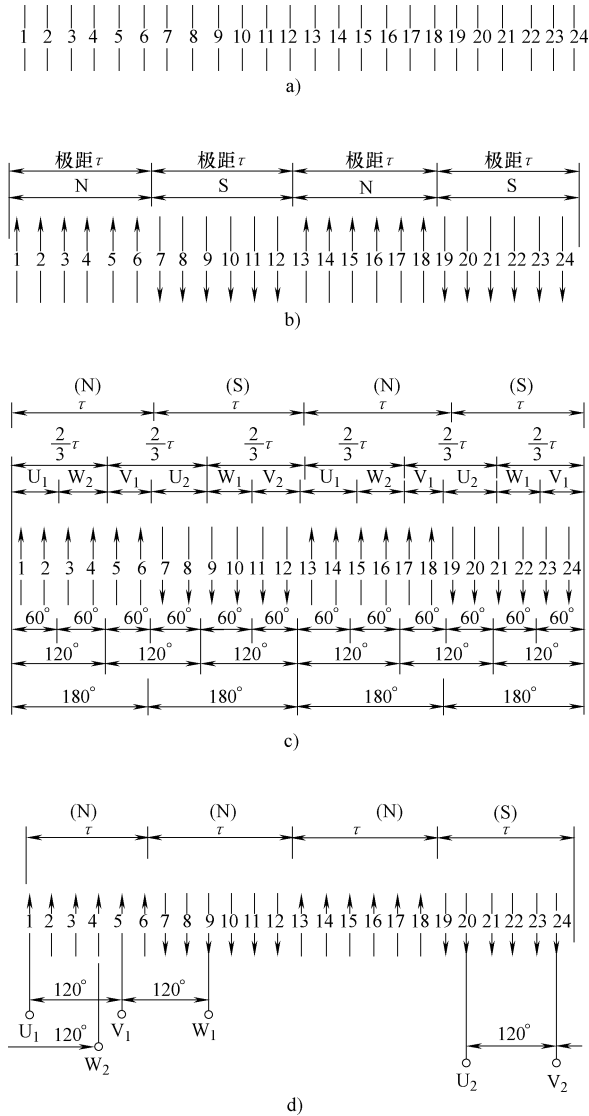 1 2 3 4 5 6 7 8 9 10 11 12 13 14 15 16 17 18 19 20 21 22 23 24
a)
极距τ 极距τ 极距τ 极距τ
N S N S
1 2 3 4 5 6 7 8 9 10 11 12 13 14 15 16 17 18 19 20 21 22 23 24
b)
(N) (S) (N) (S)
τ τ τ τ
2/3 τ 2/3 τ 2/3 τ 2/3 τ 2/3 τ 2/3 τ
U₁ W₂ V₁ U₂ W₁ V₂ U₁ W₂ V₁ U₂ W₁ V₁
1 2 3 4 5 6 7 8 9 10 11 12 13 14 15 16 17 18 19 20 21 22 23 24
60° 60° 60° 60° 60° 60° 60° 60° 60° 60° 60° 60°
120° 120° 120° 120° 120° 120°
180° 180° 180° 180°
c)
(N) (N) (N) (S)
τ τ τ τ
1 2 3 4 5 6 7 8 9 10 11 12 13 14 15 16 17 18 19 20 21 22 23 24
120° 120°
U₁ V₁ W₁
120° 120°
W₂
U₂ V₂
d)